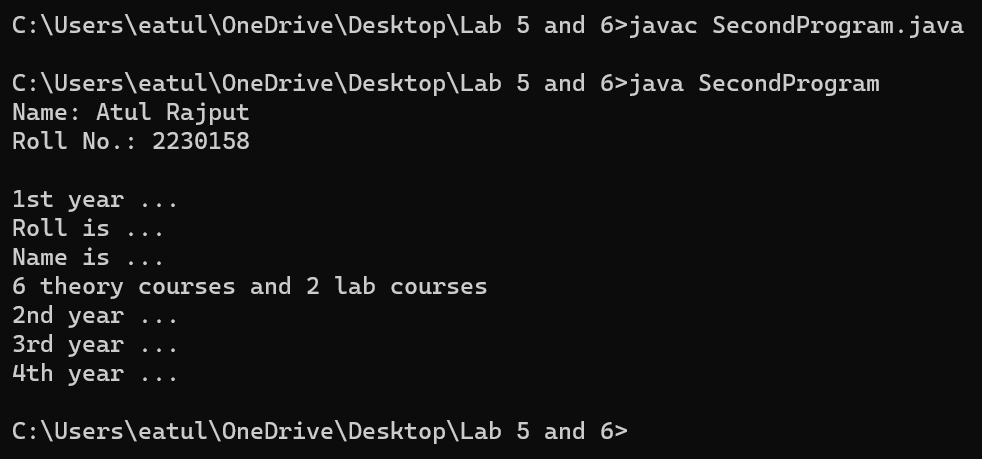 C:\Users\eatul\OneDrive\Desktop\Lab 5 and 6>javac SecondProgram.java
C:\Users\eatul\OneDrive\Desktop\Lab 5 and 6>java SecondProgram
Name: Atul Rajput
Roll No.: 2230158
1st year ...
Roll is ...
Name is ...
6 theory courses and 2 lab courses
2nd year ...
3rd year ...
4th year ...
C:\Users\eatul\OneDrive\Desktop\Lab 5 and 6>